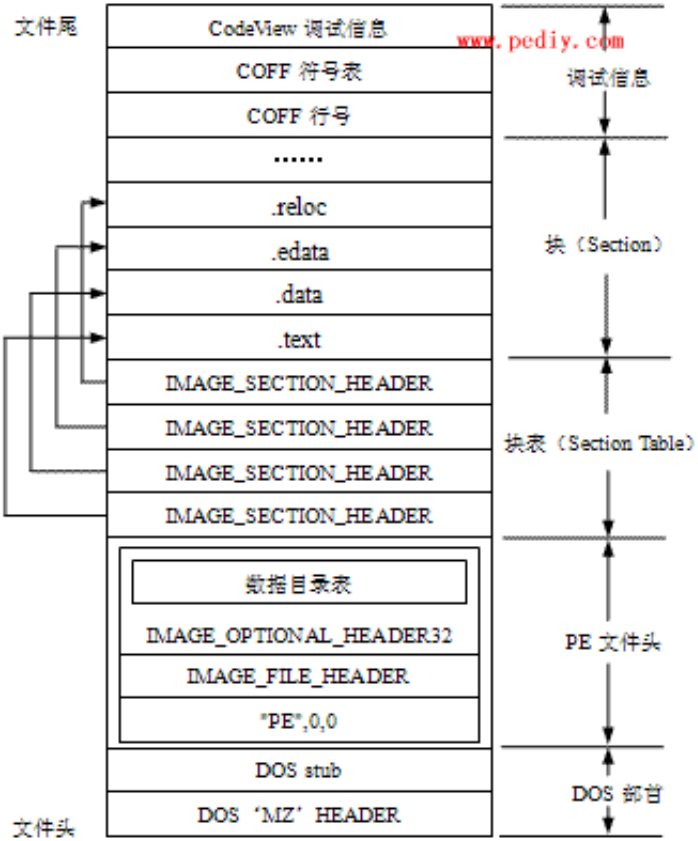 文件尾
CodeView 调试信息
www.pediy.com
COFF 符号表
调试信息
COFF 行号
......
.reloc
.edata
块（Section）
.data
.text
IMAGE_SECTION_HEADER
IMAGE_SECTION_HEADER
块表（Section Table）
IMAGE_SECTION_HEADER
IMAGE_SECTION_HEADER
数据目录表
IMAGE_OPTIONAL_HEADER32
PE 文件头
IMAGE_FILE_HEADER
"PE",0,0
DOS stub
DOS 部首
DOS‘MZ’HEADER
文件头